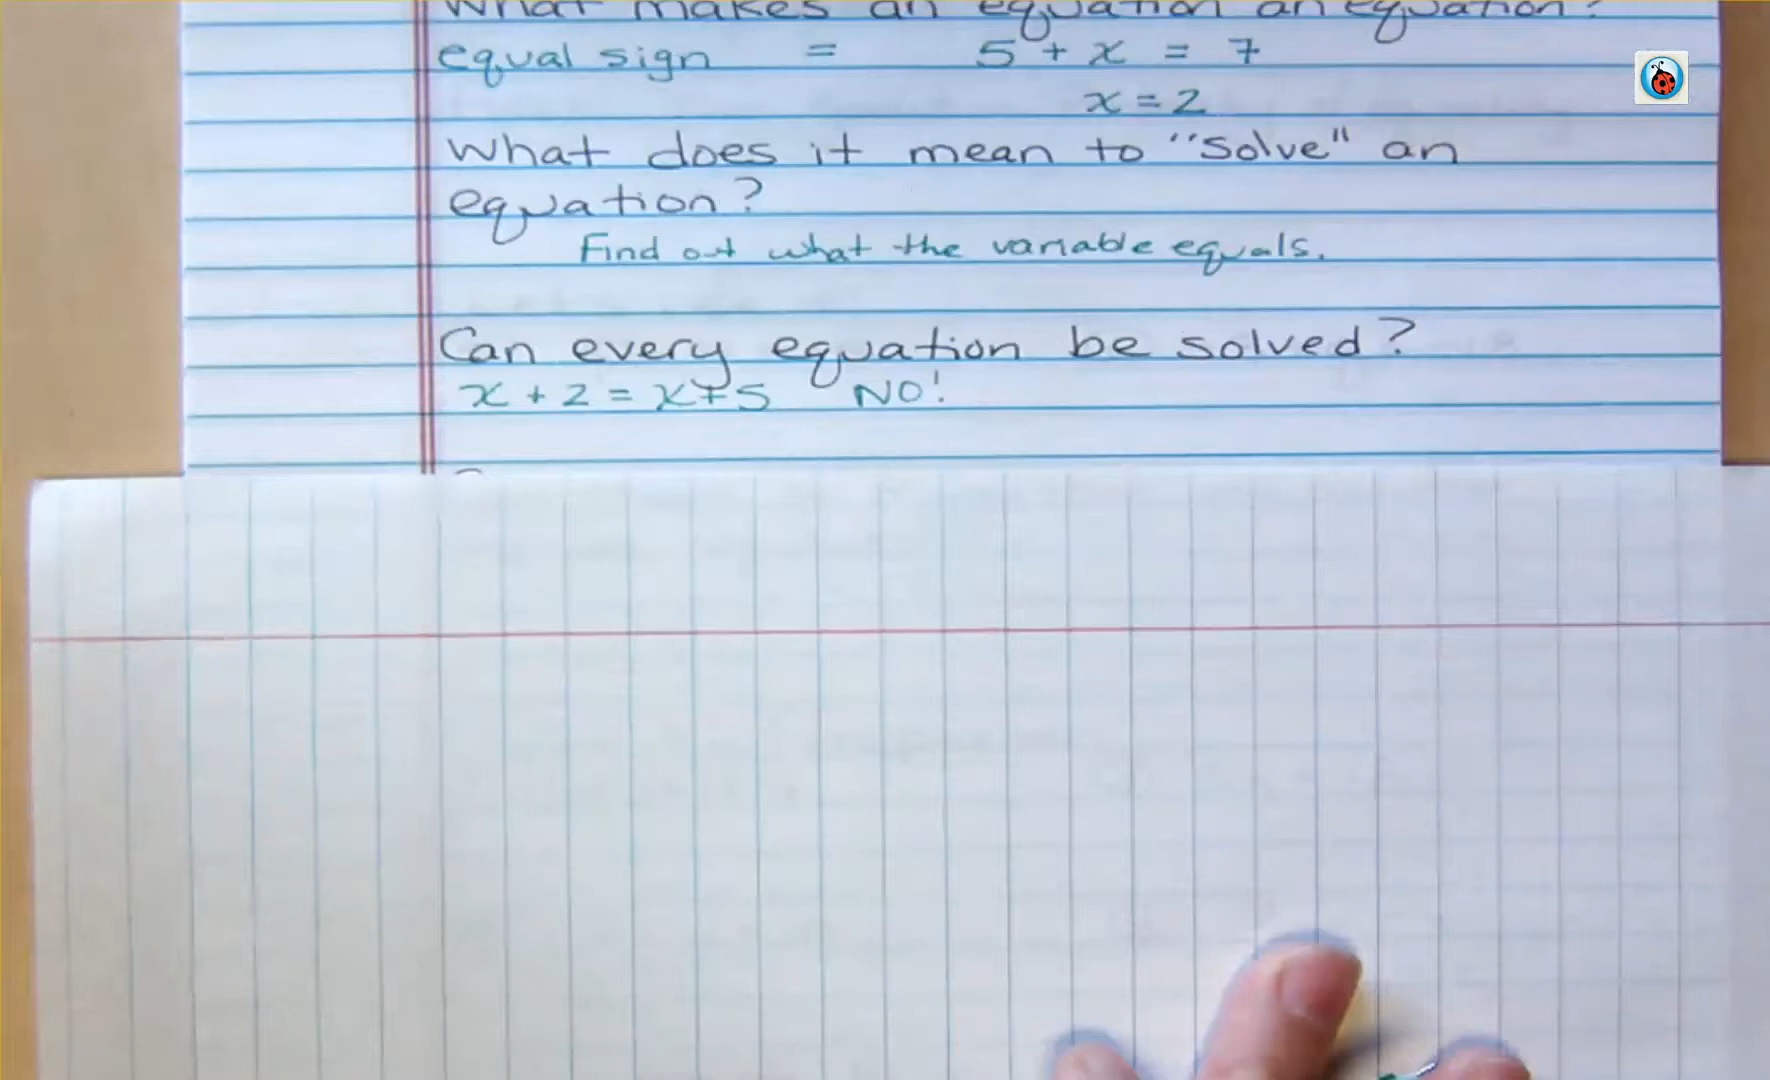 What makes an equation an equation?
equal sign = 5 + x = 7
x = 2
What does it mean to "solve" an
equation?
Find out what the variable equals.
Can every equation be solved?
x + 2 = x + 5 NO!